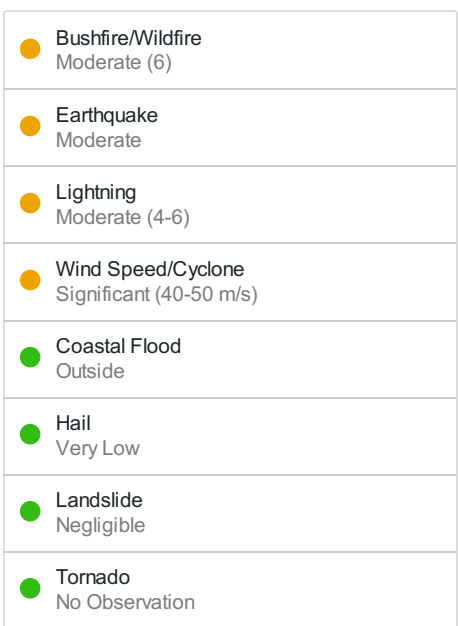 Bushfire/Wildfire
Moderate (6)
Earthquake
Moderate
Lightning
Moderate (4-6)
Wind Speed/Cyclone
Significant (40-50 m/s)
Coastal Flood
Outside
Hail
Very Low
Landslide
Negligible
Tornado
No Observation